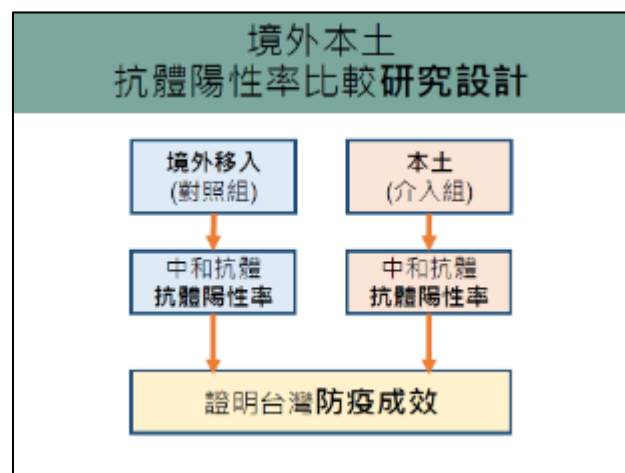 境外本土
抗體陽性率比較研究設計
境外移入
(對照組)
本土
(介入組)
中和抗體
抗體陽性率
中和抗體
抗體陽性率
證明台灣防疫成效